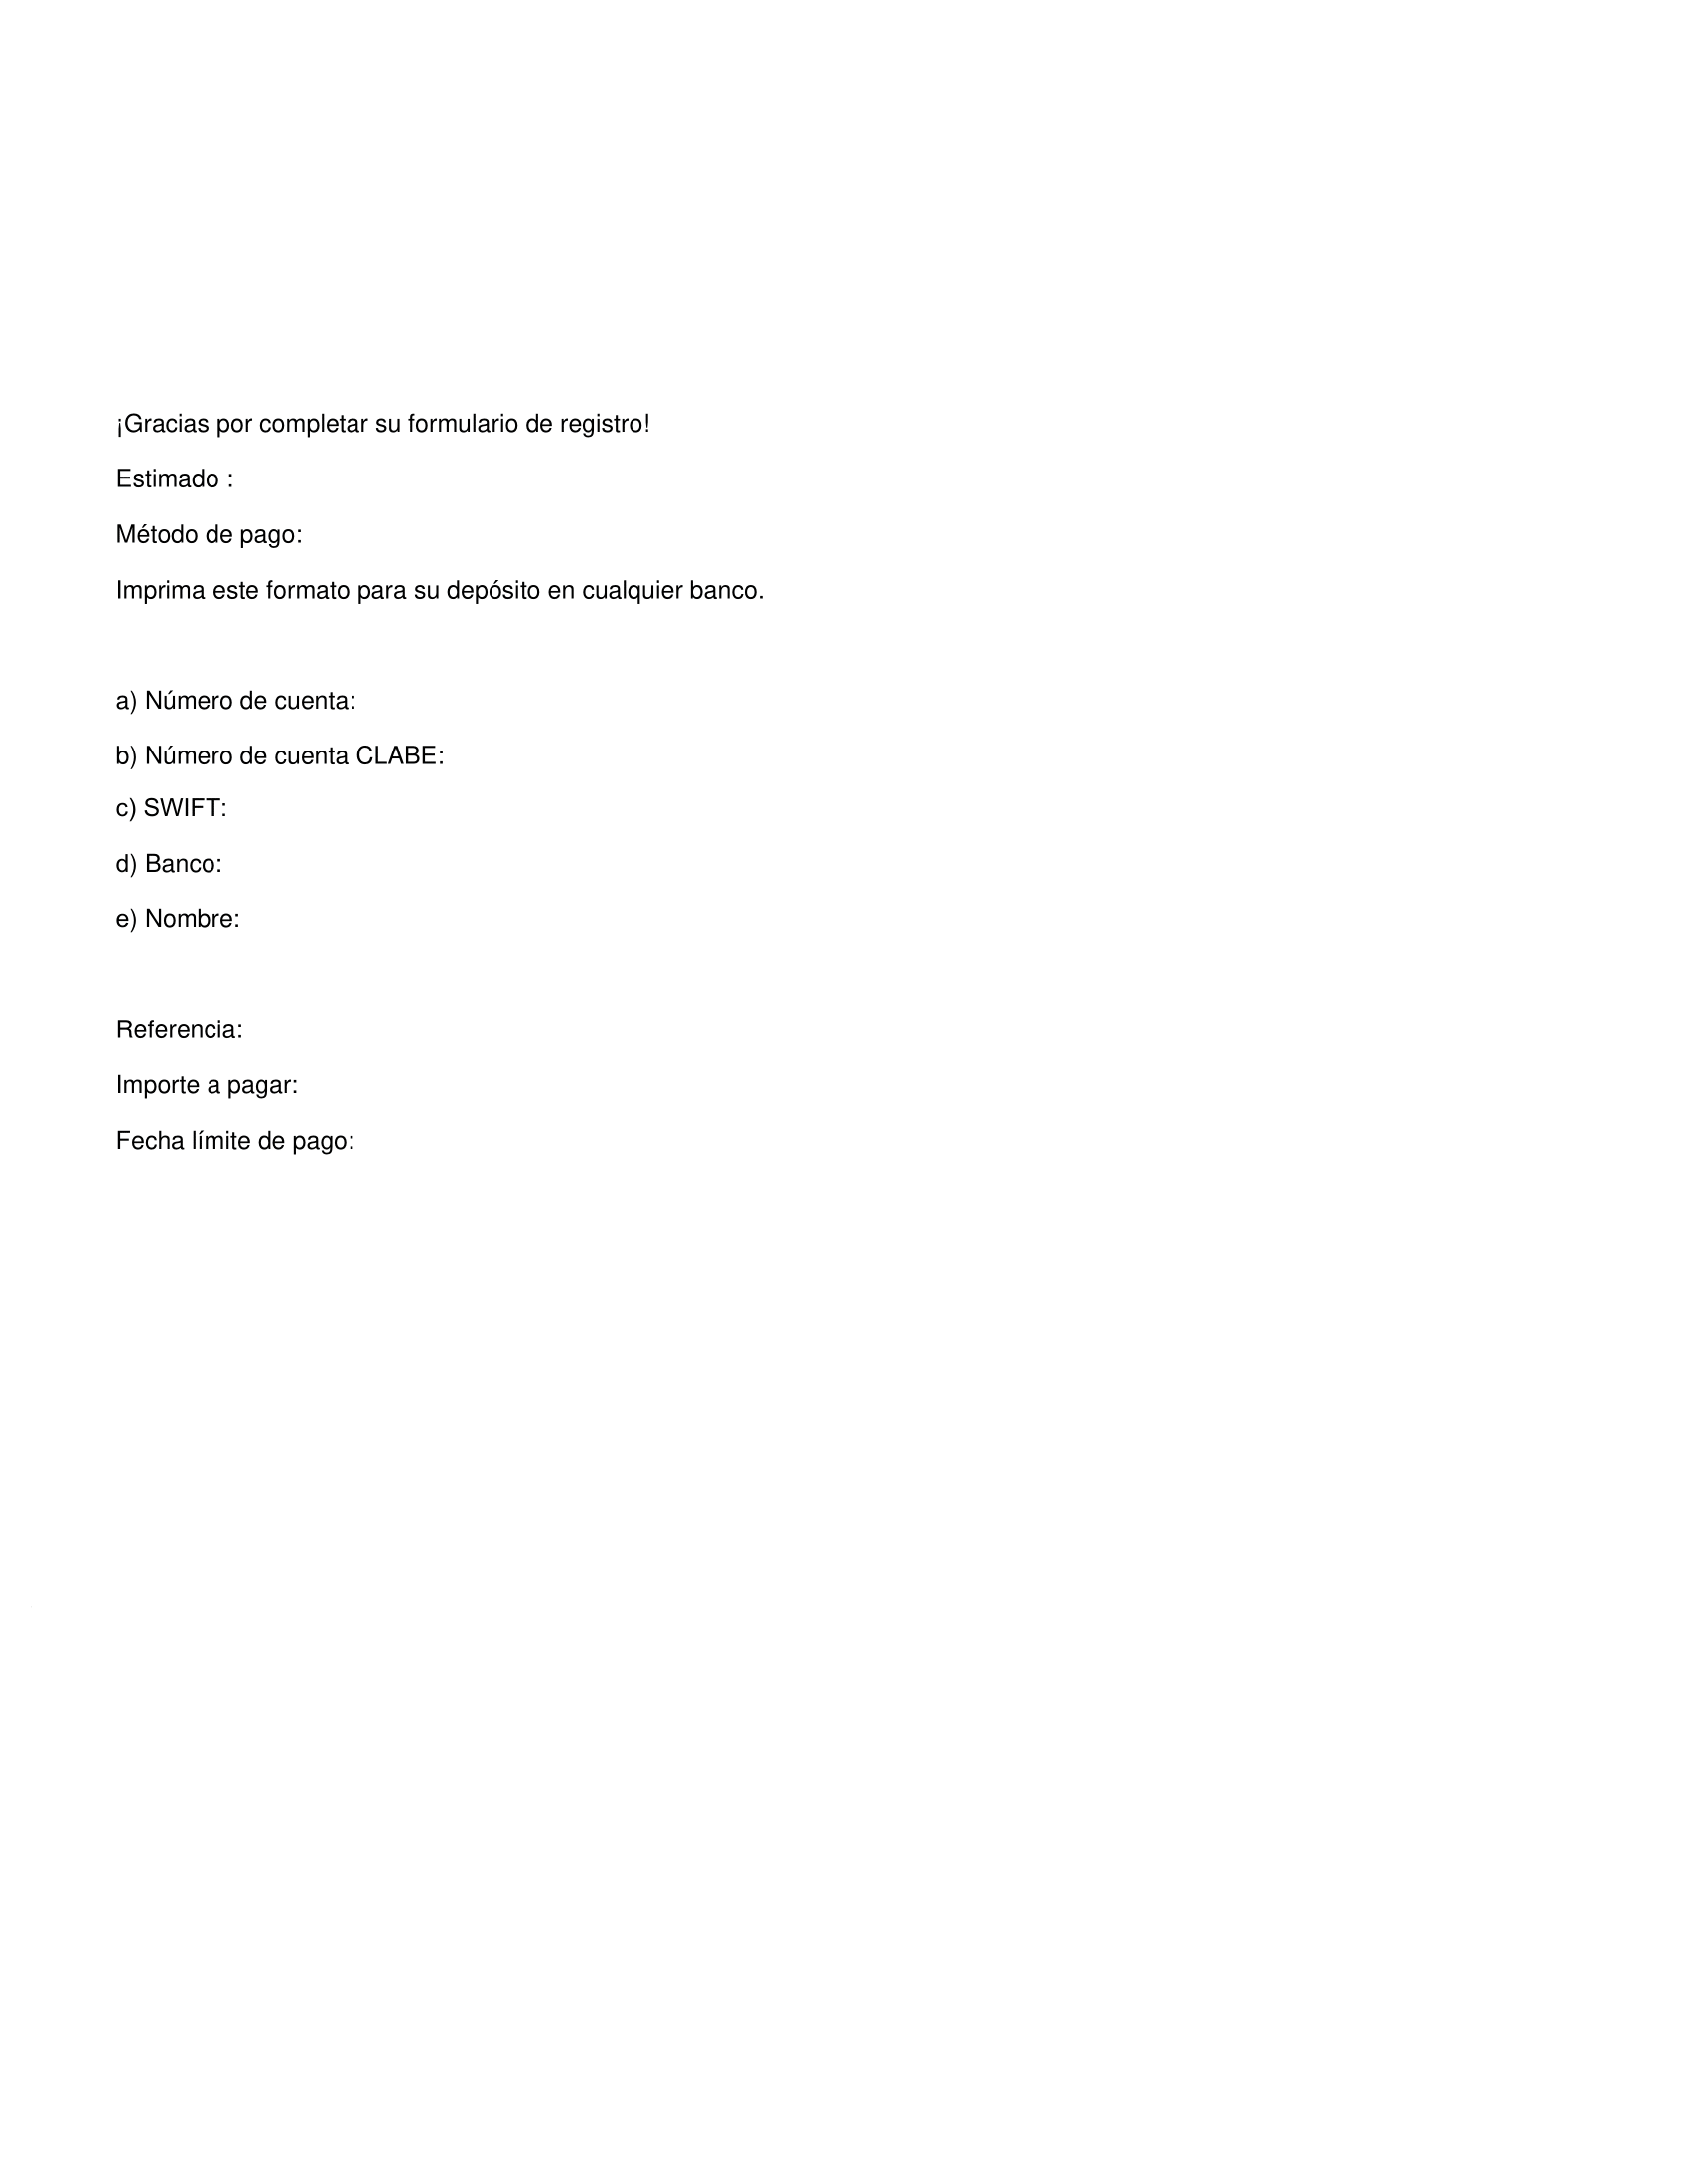 ¡Gracias por completar su formulario de registro!
Estimado :
Método de pago:
Imprima este formato para su depósito en cualquier banco.
a) Número de cuenta:
b) Número de cuenta CLABE:
c) SWIFT:
d) Banco:
e) Nombre:
Referencia:
Importe a pagar:
Fecha límite de pago: